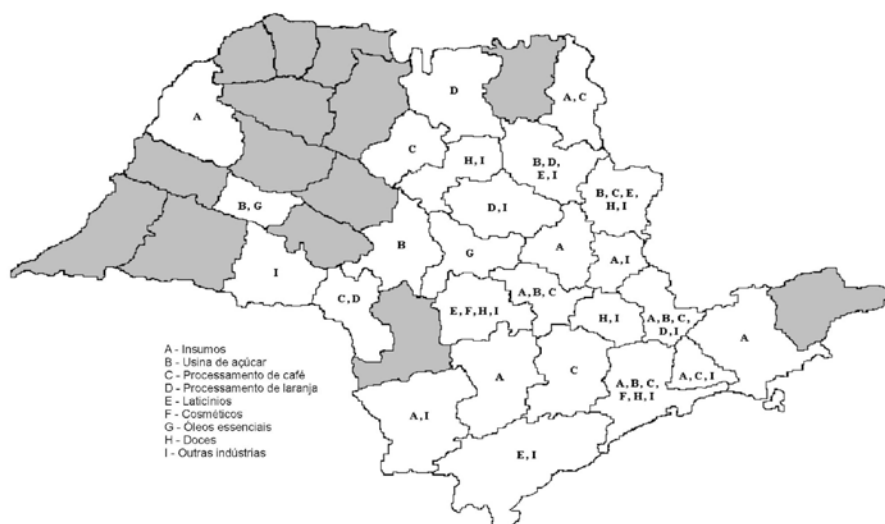 D
A, C
A
C
H, I
B, D,
E, I
B, C, E,
H, I
B, G
D, I
B
G
A
A, I
I
C, D
E, F, H, I
A, B, C
H, I
A, B, C,
D, I
A
A
C
A, B, C,
F, H, I
A, C, I
A, I
E, I
A - Insumos
B - Usina de açúcar
C - Processamento de café
D - Processamento de laranja
E - Laticínios
F - Cosméticos
G - Óleos essenciais
H - Doces
I - Outras indústrias